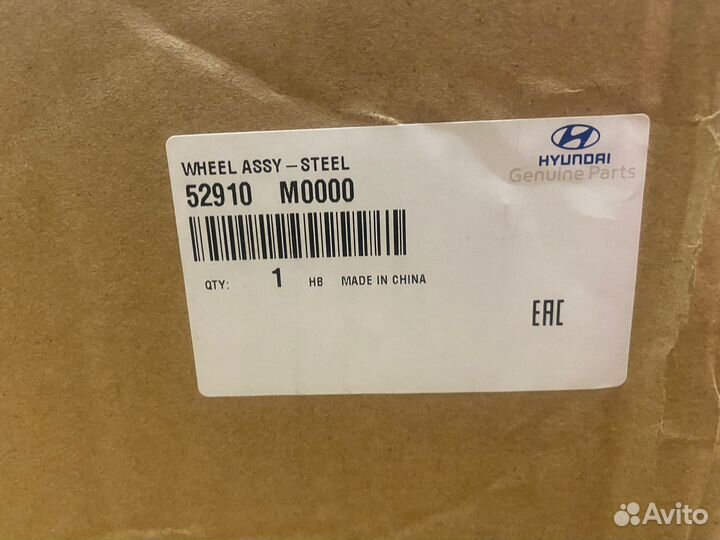 HYUNDAI
Genuine Parts
WHEEL ASSY-STEEL
52910 M0000
QTY: 1 HB MADE IN CHINA
EAC
Avito